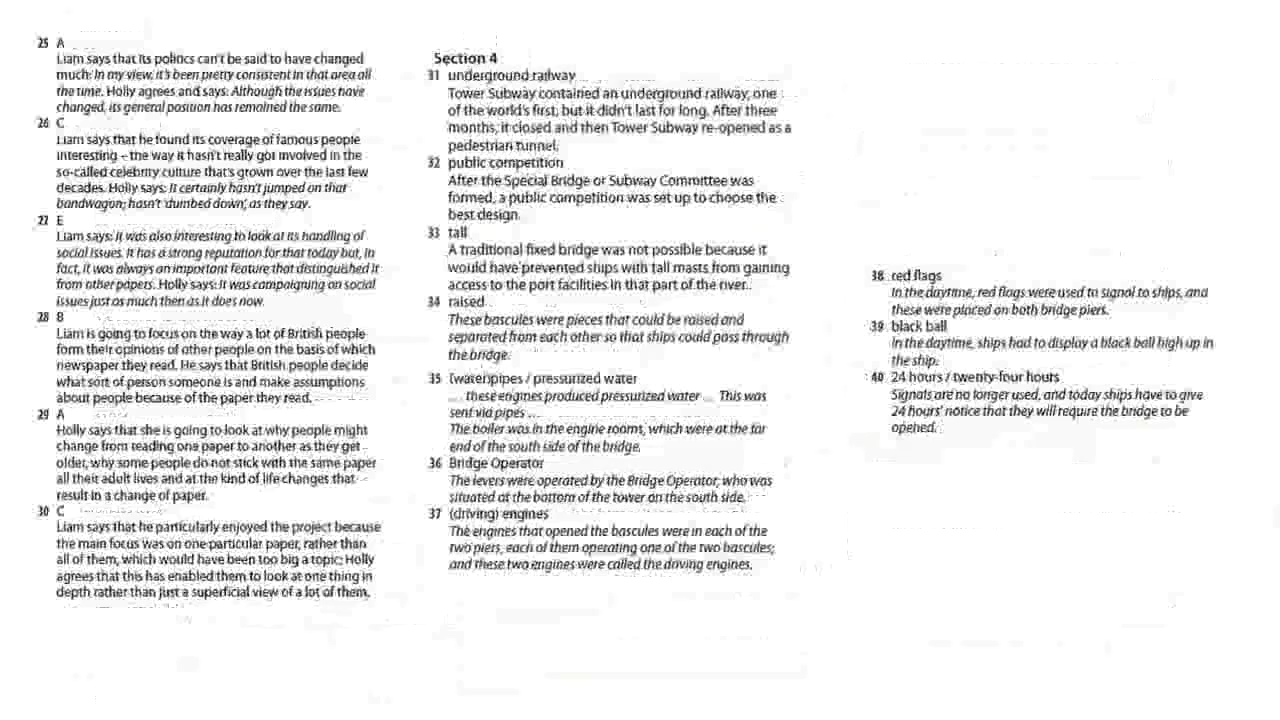 25 A
Liam says that its politics can't be said to have changed
much: In my view, it's been pretty consistent in that area all
the time. Holly agrees and says: Although the issues have
changed, its general position has remained the same.
26 C
Liam says that he found its coverage of famous people
interesting – the way it hasn't really got involved in the
so-called celebrity culture that's grown over the last few
decades. Holly says: It certainly hasn't jumped on that
bandwagon; hasn't 'dumbed down', as they say.
27 E
Liam says: It was also interesting to look at its handling of
social issues. It has a strong reputation for that today but, in
fact, it was always an important feature that distinguished it
from other papers. Holly says: It was campaigning on social
issues just as much then as it does now.
28 B
Liam is going to focus on the way a lot of British people
form their opinions of other people on the basis of which
newspaper they read. He says that British people decide
what sort of person someone is and make assumptions
about people because of the paper they read.
29 A
Holly says that she is going to look at why people might
change from reading one paper to another as they get
older, why some people do not stick with the same paper
all their adult lives and at the kind of life changes that
result in a change of paper.
30 C
Liam says that he particularly enjoyed the project because
the main focus was on one particular paper, rather than
all of them, which would have been too big a topic; Holly
agrees that this has enabled them to look at one thing in
depth rather than just a superficial view of a lot of them.
Section 4
31 underground railway
Tower Subway contained an underground railway, one
of the world's first, but it didn't last for long. After three
months, it closed and then Tower Subway re-opened as a
pedestrian tunnel.
32 public competition
After the Special Bridge or Subway Committee was
formed, a public competition was set up to choose the
best design.
33 tall
A traditional fixed bridge was not possible because it
would have prevented ships with tall masts from gaining
access to the port facilities in that part of the river.
34 raised
These bascules were pieces that could be raised and
separated from each other so that ships could pass through
the bridge.
35 (water) pipes / pressurized water
... these engines produced pressurized water ... This was
sent via pipes ...
The boiler was in the engine rooms, which were at the far
end of the south side of the bridge.
36 Bridge Operator
The levers were operated by the Bridge Operator, who was
situated at the bottom of the tower on the south side.
37 (driving) engines
The engines that opened the bascules were in each of the
two piers, each of them operating one of the two bascules;
and these two engines were called the driving engines.
38 red flags
In the daytime, red flags were used to signal to ships, and
these were placed on both bridge piers.
39 black ball
In the daytime, ships had to display a black ball high up in
the ship.
40 24 hours / twenty-four hours
Signals are no longer used, and today ships have to give
24 hours' notice that they will require the bridge to be
opened.